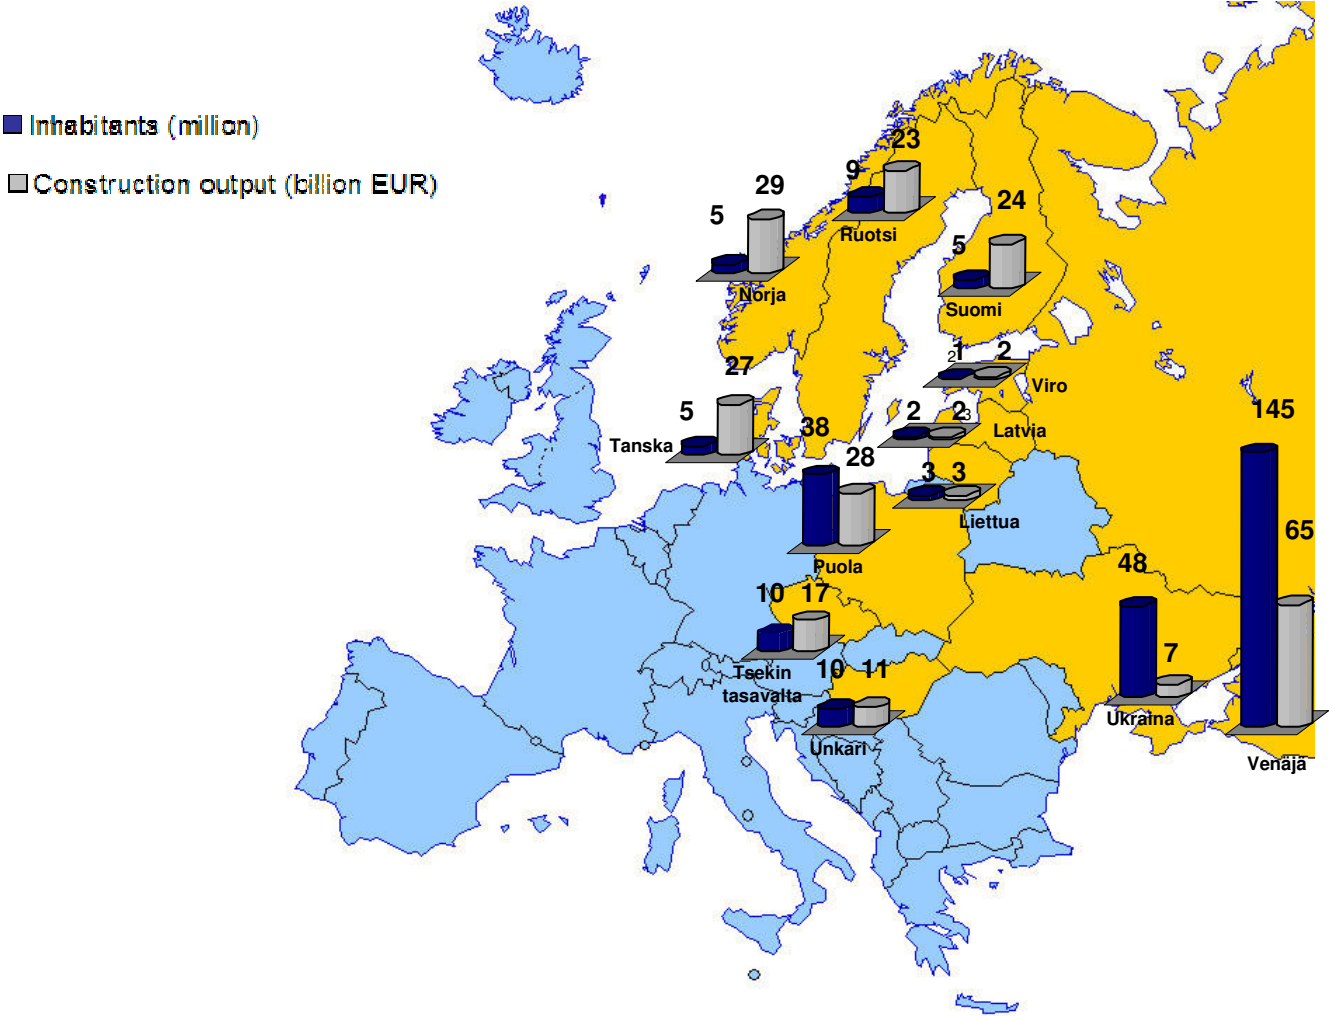 Inhabitants (million)
Construction output (billion EUR)
23
9
Ruotsi
29
5
Norja
24
5
Suomi
2
1
2
Viro
27
5
Tanska
2
2
3
Latvia
38
28
Puola
3
3
Liettua
145
65
Venäjä
48
7
Ukraina
10
17
Tsekin
tasavalta
10
11
Unkari